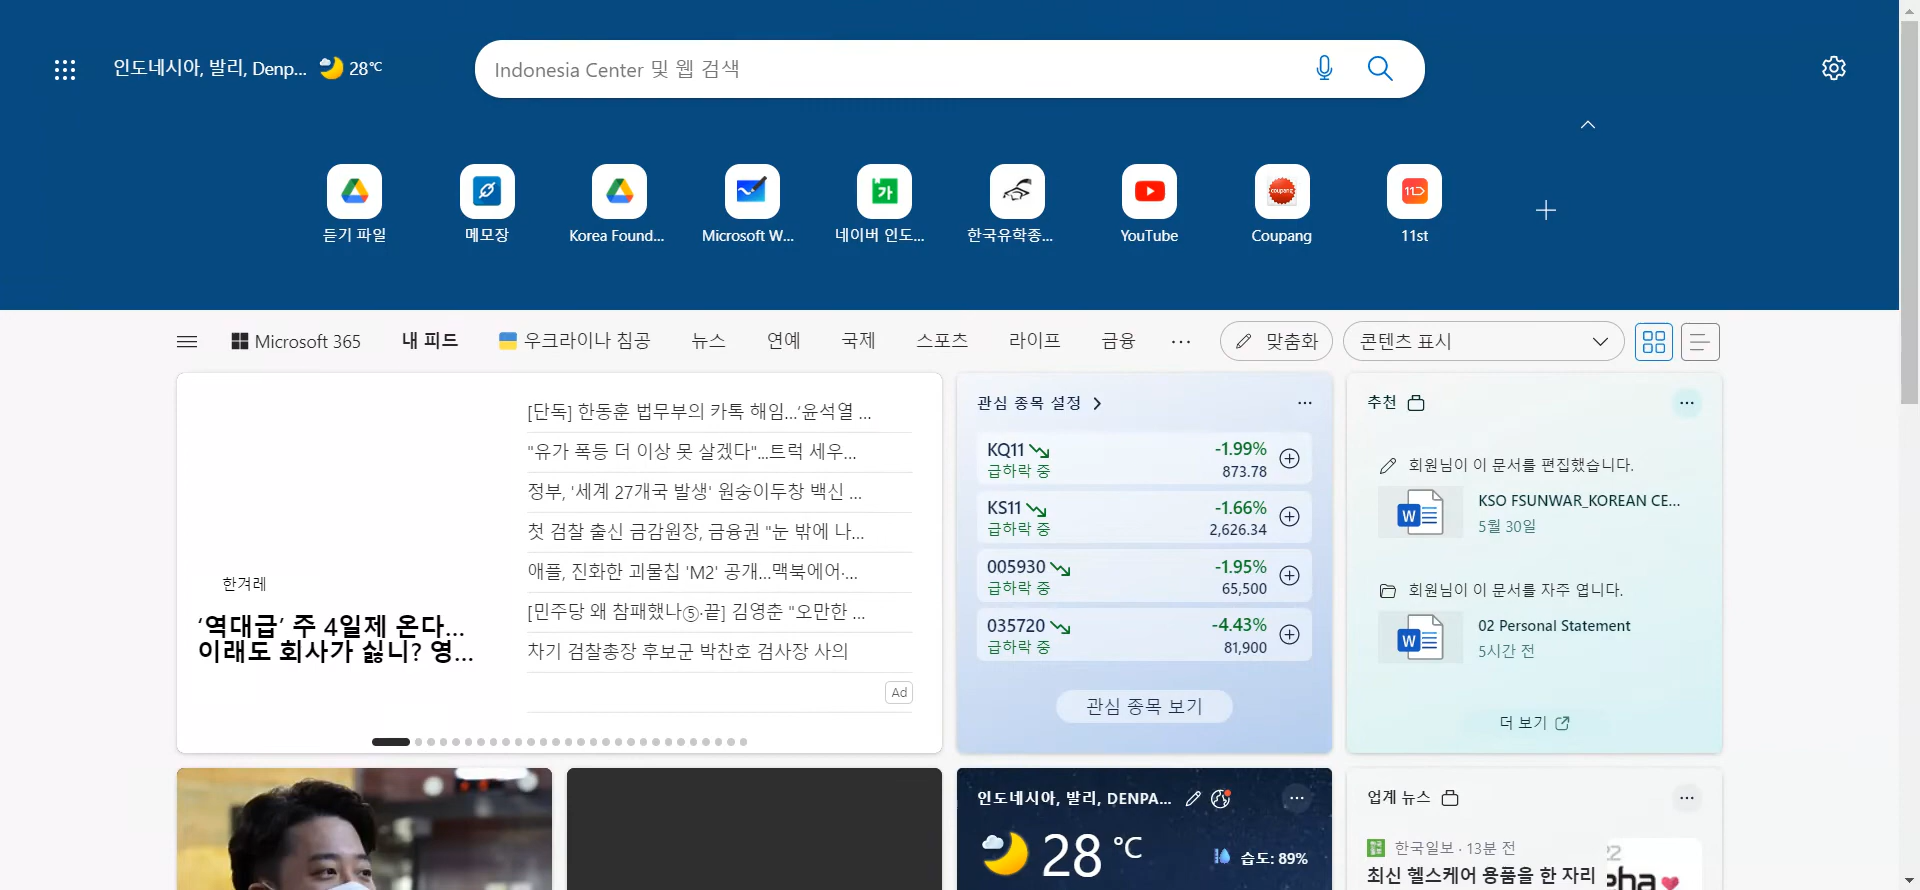 인도네시아, 발리, Denp... 28℃
Indonesia Center 및 웹 검색
듣기 파일
메모장
Korea Found...
Microsoft W...
가
네이버 인도...
한국유학종...
YouTube
coupang
Coupang
11
11st
Microsoft 365
내 피드
우크라이나 침공
뉴스
연예
국제
스포츠
라이프
금융
...
맞춤화
콘텐츠 표시
한겨레
‘역대급’ 주 4일제 온다...
이래도 회사가 싫니? 영...
[단독] 한동훈 법무부의 카톡 해임...‘윤석열 ...
"유가 폭등 더 이상 못 살겠다"...트럭 세우...
정부, '세계 27개국 발생' 원숭이두창 백신 ...
첫 검찰 출신 금감원장, 금융권 "눈 밖에 나...
애플, 진화한 괴물칩 'M2' 공개...맥북에어·...
[민주당 왜 참패했나⑤·끝] 김영춘 "오만한 ...
차기 검찰총장 후보군 박찬호 검사장 사의
Ad
관심 종목 설정
KQ11 -1.99%
급하락 중 873.78
KS11 -1.66%
급하락 중 2,626.34
005930 -1.95%
급하락 중 65,500
035720 -4.43%
급하락 중 81,900
관심 종목 보기
추천
회원님이 이 문서를 편집했습니다.
W
KSO FSUNWAR_KOREAN CE...
5월 30일
회원님이 이 문서를 자주 엽니다.
W
02 Personal Statement
5시간 전
더 보기
인도네시아, 발리, DENPA...
28 ℃
습도: 89%
업계 뉴스
한국일보 · 13분 전
최신 헬스케어 용품을 한 자리